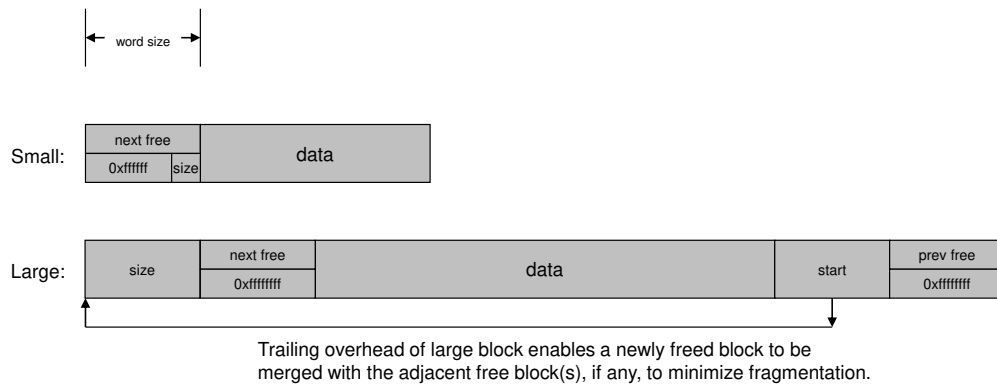 word size
Small:
next free
0xffffff
size
data
Large:
size
next free
0xffffffff
data
start
prev free
0xffffffff
Trailing overhead of large block enables a newly freed block to be
merged with the adjacent free block(s), if any, to minimize fragmentation.